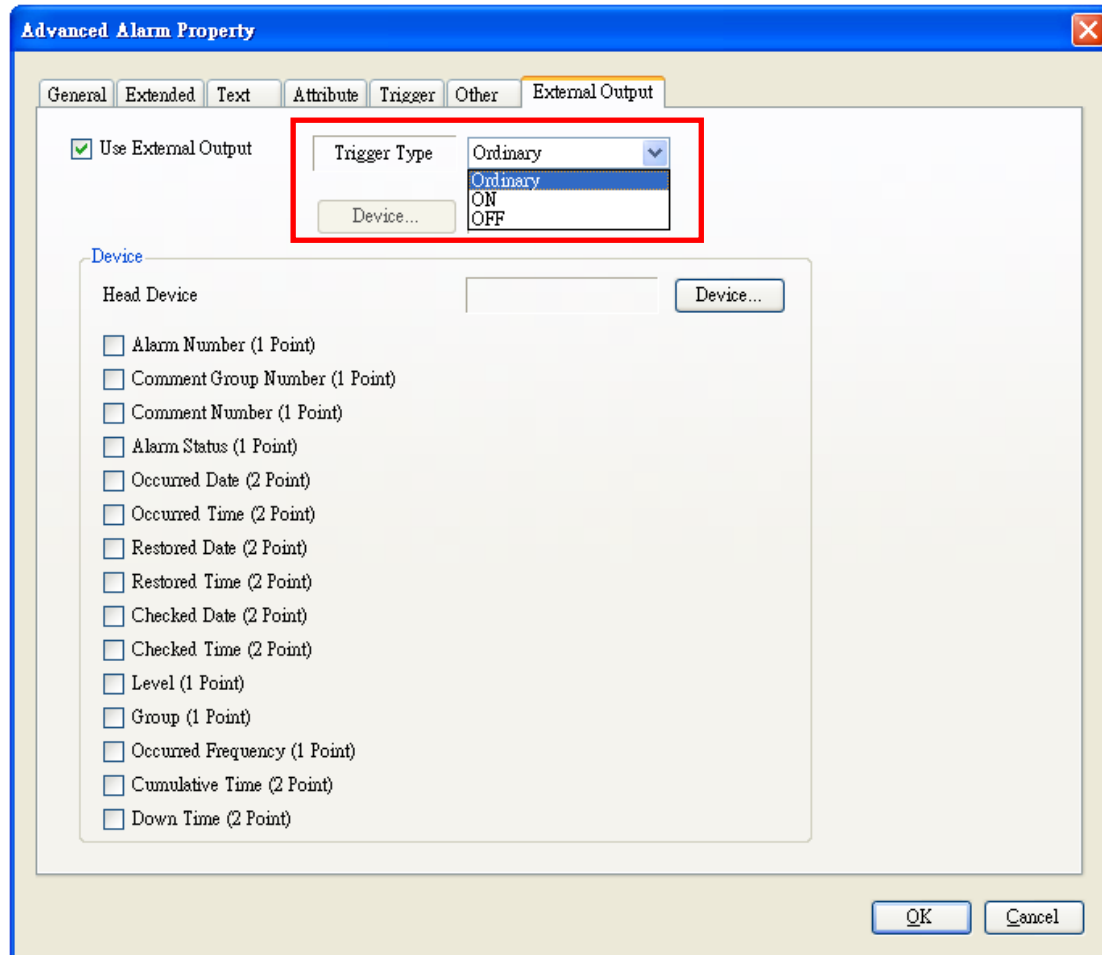 Advanced Alarm Property
General Extended Text Attribute Trigger Other External Output
Use External Output Trigger Type Ordinary
Ordinary
ON
Device... OFF
Device
Head Device Device...
Alarm Number (1 Point)
Comment Group Number (1 Point)
Comment Number (1 Point)
Alarm Status (1 Point)
Occurred Date (2 Point)
Occurred Time (2 Point)
Restored Date (2 Point)
Restored Time (2 Point)
Checked Date (2 Point)
Checked Time (2 Point)
Level (1 Point)
Group (1 Point)
Occurred Frequency (1 Point)
Cumulative Time (2 Point)
Down Time (2 Point)
OK Cancel